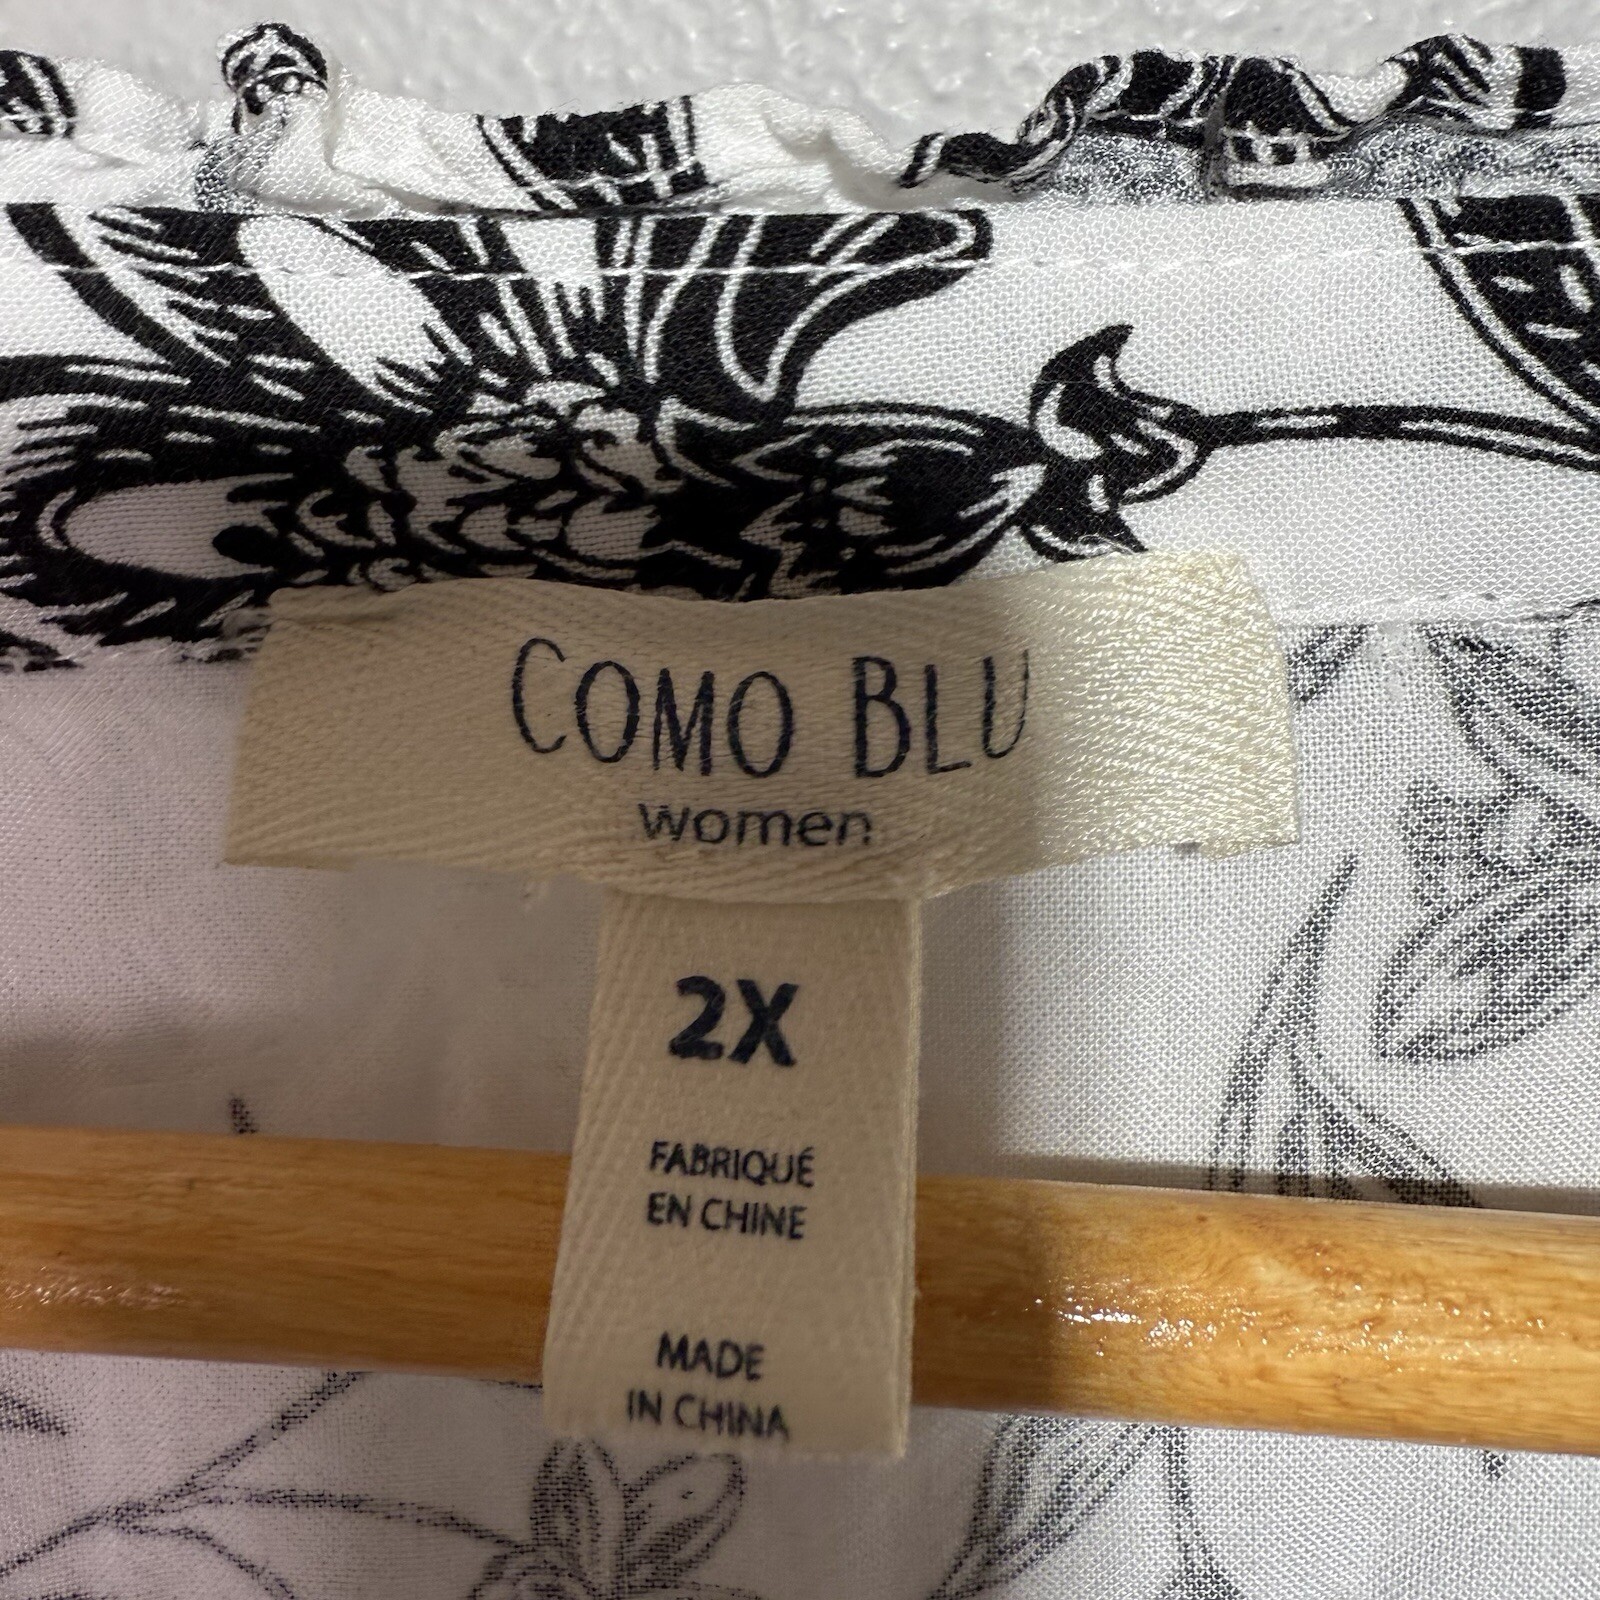 COMO BLU
women
2X
FABRIQUÉ
EN CHINE
MADE
IN CHINA